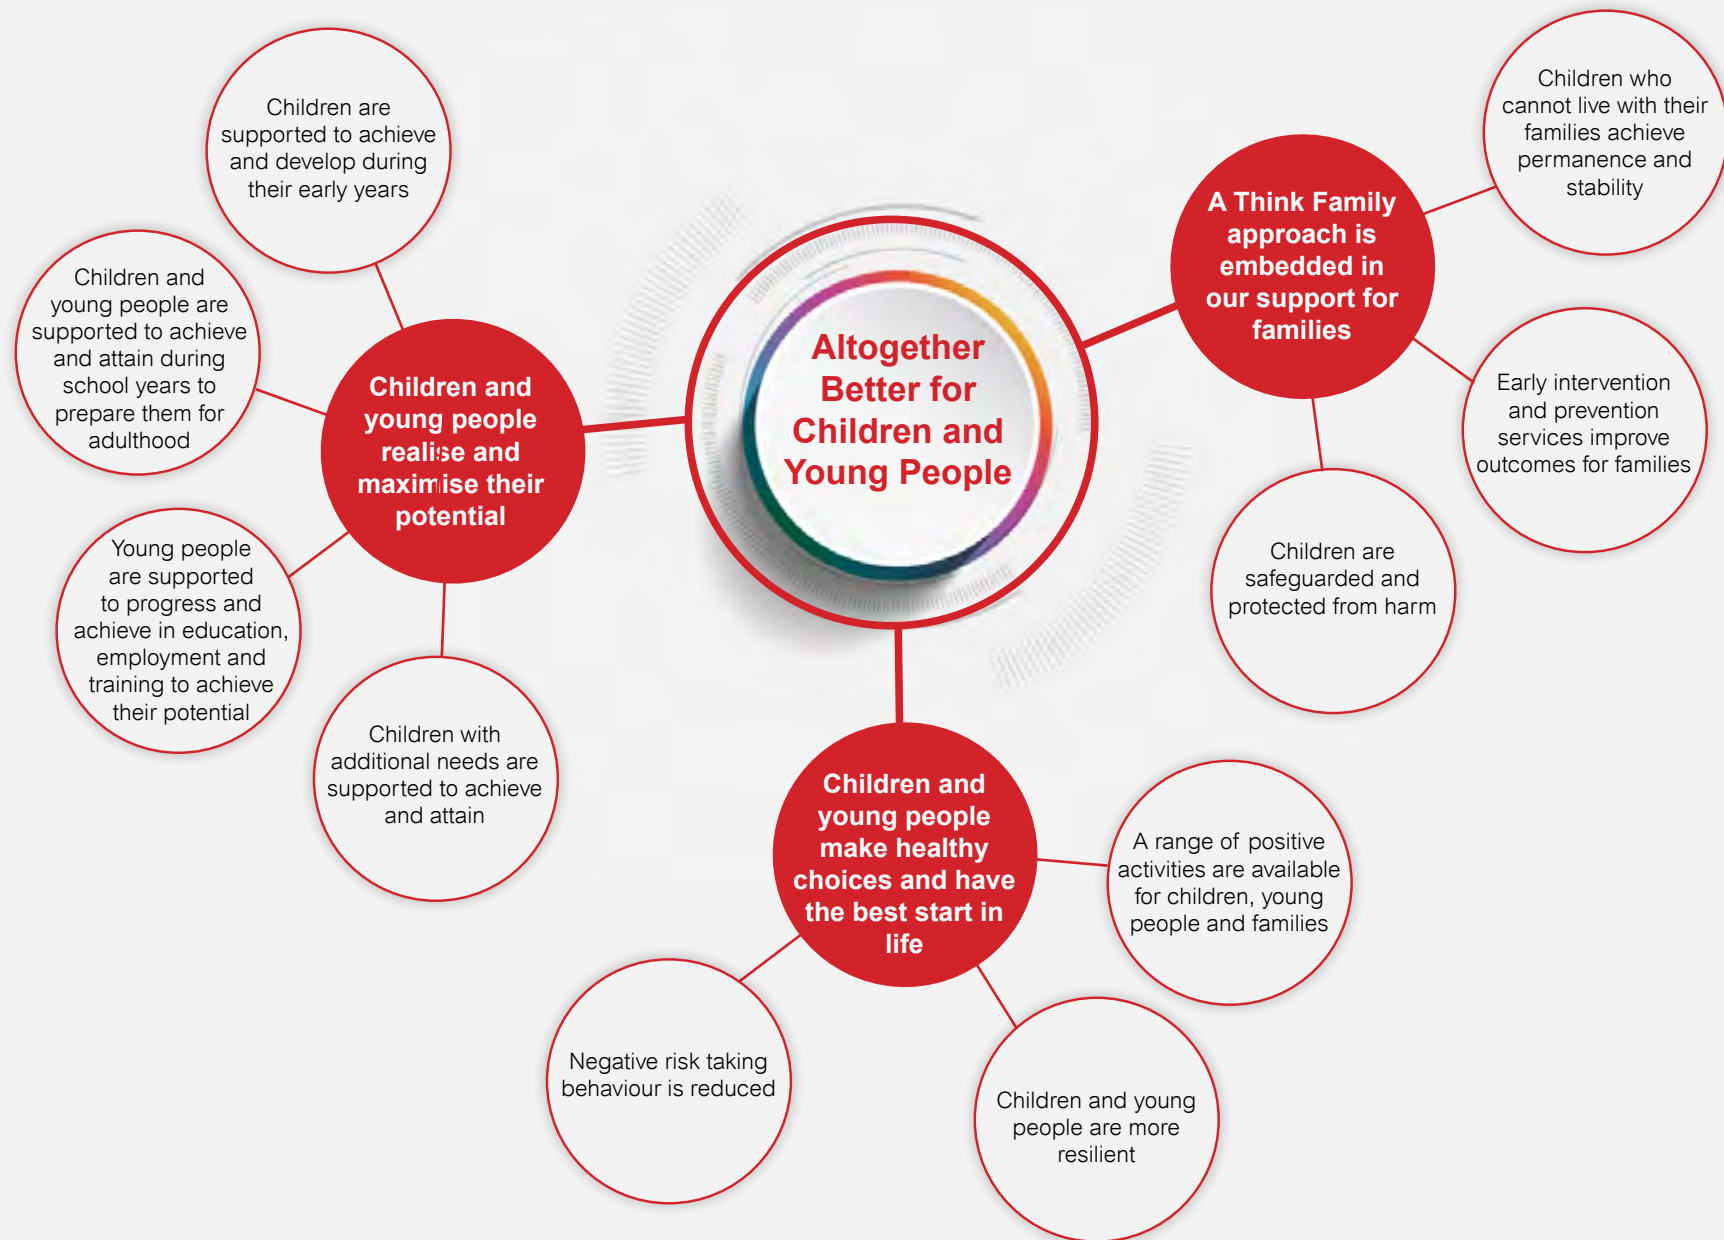 Altogether
Better for
Children and
Young People
Children and
young people
realise and
maximise their
potential
Children are
supported to achieve
and develop during
their early years
Children and
young people are
supported to achieve
and attain during
school years to
prepare them for
adulthood
Young people
are supported
to progress and
achieve in education,
employment and
training to achieve
their potential
Children with
additional needs are
supported to achieve
and attain
A Think Family
approach is
embedded in
our support for
families
Children who
cannot live with their
families achieve
permanence and
stability
Early intervention
and prevention
services improve
outcomes for families
Children are
safeguarded and
protected from harm
Children and
young people
make healthy
choices and have
the best start in
life
A range of positive
activities are available
for children, young
people and families
Children and young
people are more
resilient
Negative risk taking
behaviour is reduced